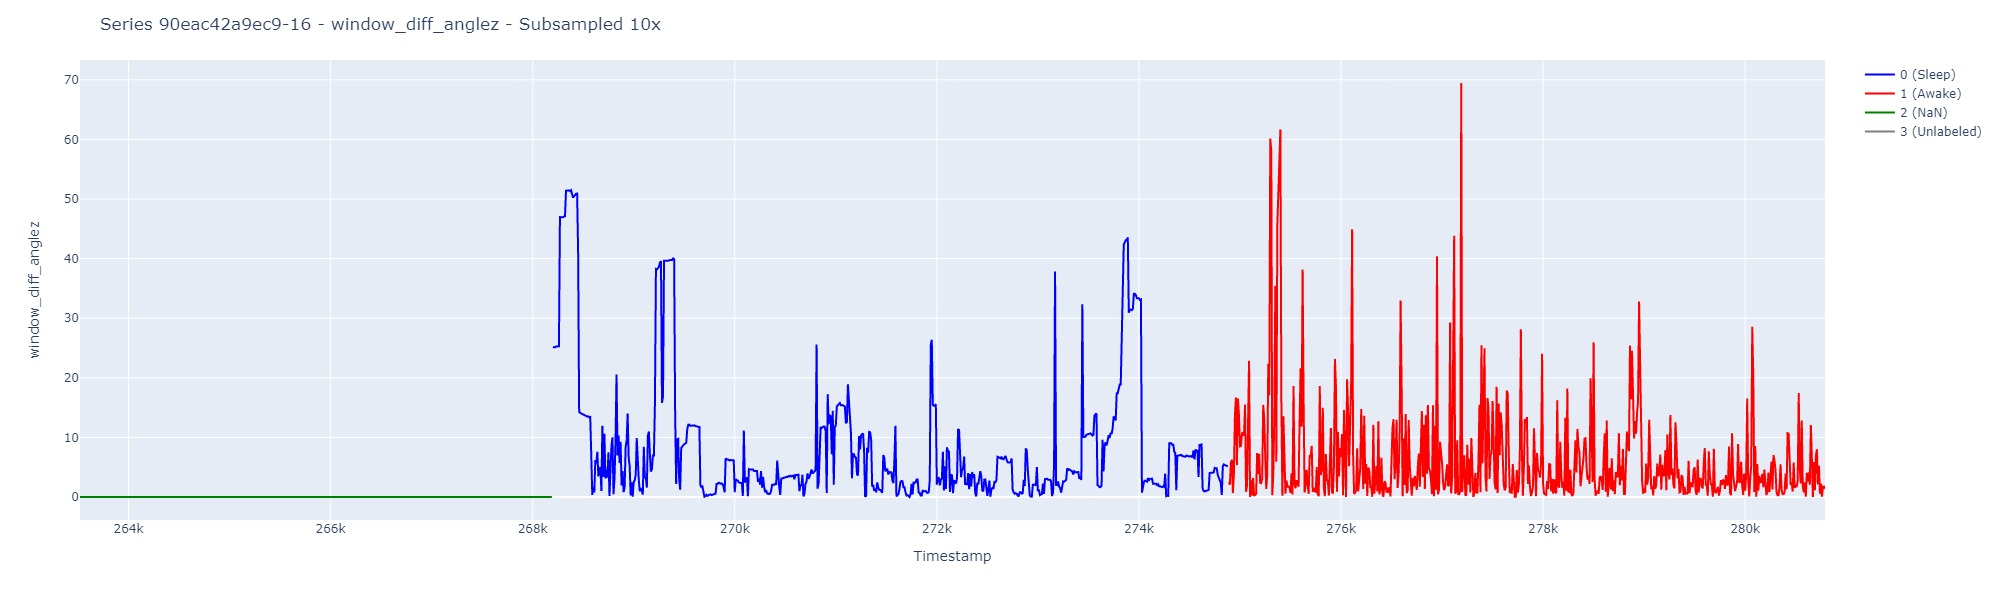 Series 90eac42a9ec9-16 - window_diff_anglez - Subsampled 10x
0 (Sleep)
1 (Awake)
2 (NaN)
3 (Unlabeled)
window_diff_anglez
70
60
50
40
30
20
10
0
264k 266k 268k 270k 272k 274k 276k 278k 280k
Timestamp